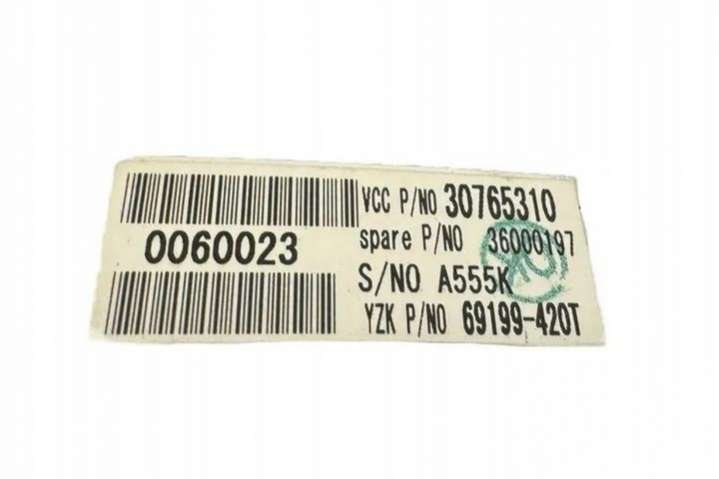 VCC P/NO 30765310
0060023
spare P/NO 36000197
S/NO A555K
YZK P/NO 69199-420T